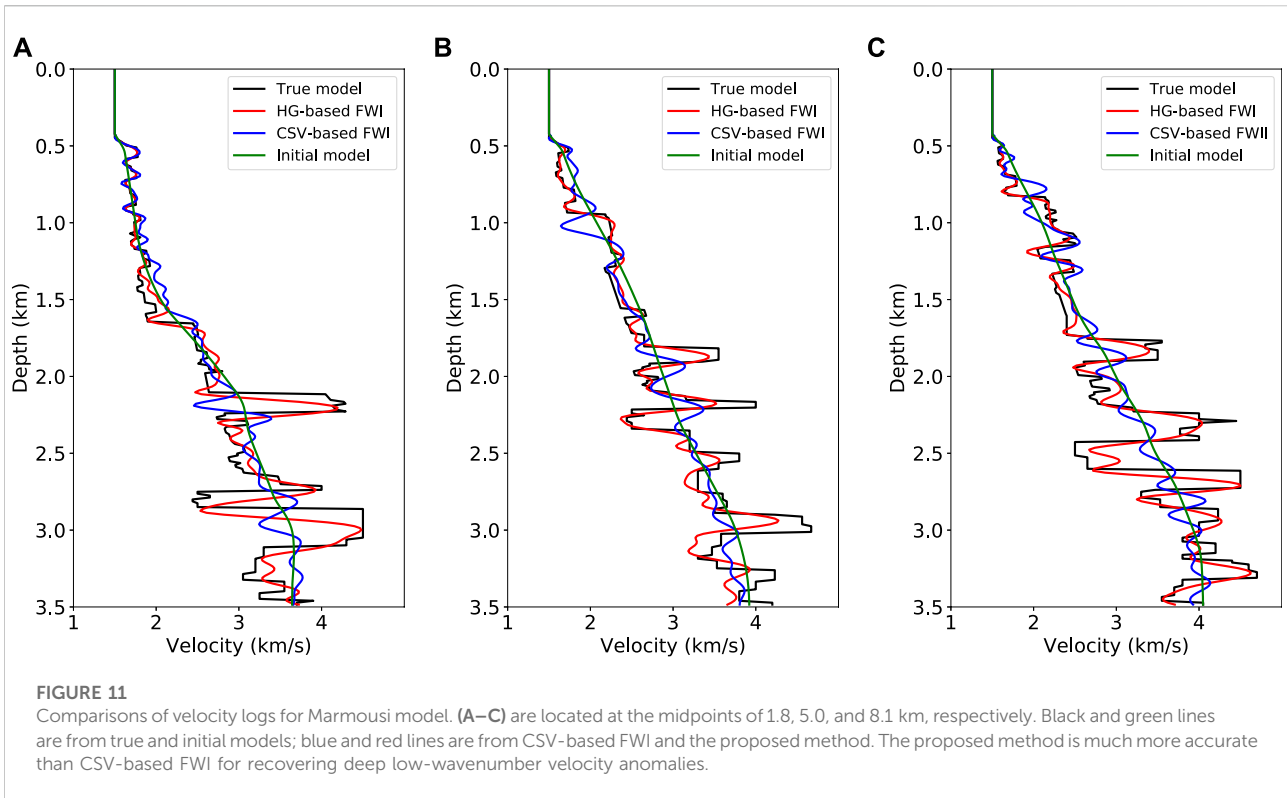 A
B
C
0.0
0.5
1.0
1.5
2.0
2.5
3.0
3.5
Depth (km)
1 2 3 4
Velocity (km/s)
True model
HG-based FWI
CSV-based FWI
Initial model
0.0
0.5
1.0
1.5
2.0
2.5
3.0
3.5
Depth (km)
1 2 3 4
Velocity (km/s)
True model
HG-based FWI
CSV-based FWI
Initial model
0.0
0.5
1.0
1.5
2.0
2.5
3.0
3.5
Depth (km)
1 2 3 4
Velocity (km/s)
True model
HG-based FWI
CSV-based FWII
Initial model
FIGURE 11
Comparisons of velocity logs for Marmousi model. (A–C) are located at the midpoints of 1.8, 5.0, and 8.1 km, respectively. Black and green lines
are from true and initial models; blue and red lines are from CSV-based FWI and the proposed method. The proposed method is much more accurate
than CSV-based FWI for recovering deep low-wavenumber velocity anomalies.